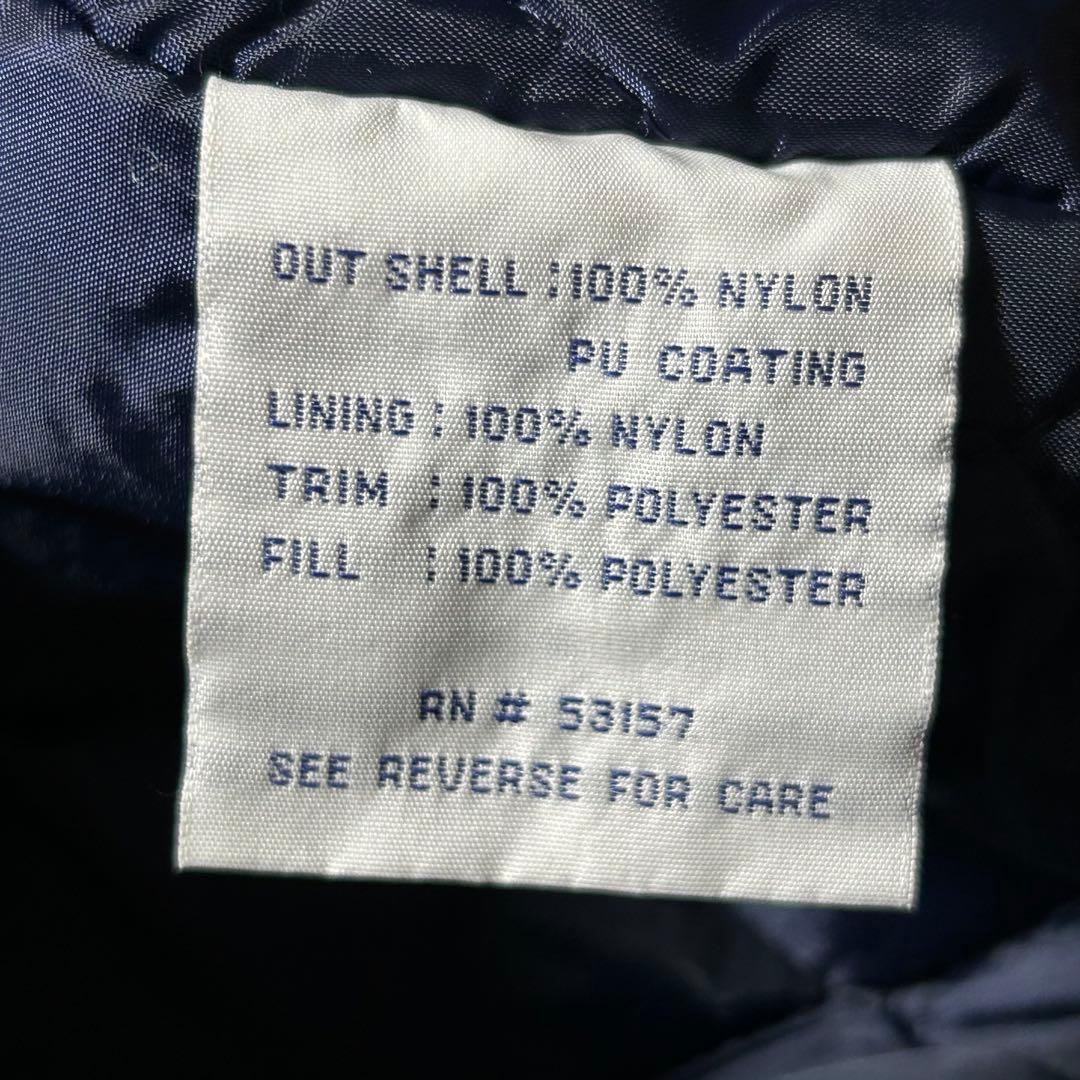 OUT SHELL : 100% NYLON
PU COATING
LINING : 100% NYLON
TRIM : 100% POLYESTER
FILL : 100% POLYESTER
RN # 53157
SEE REVERSE FOR CARE